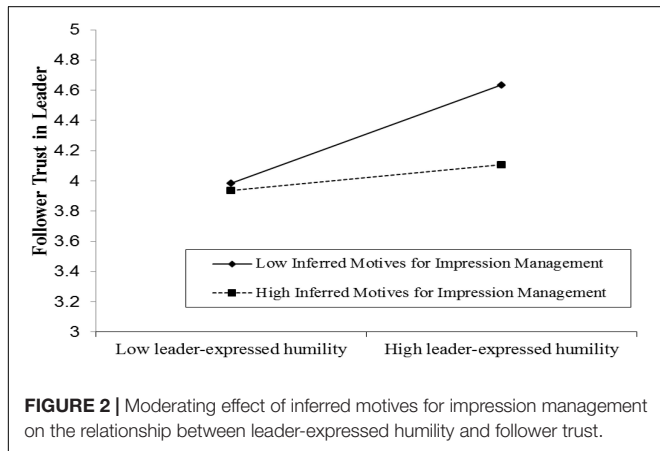 Follower Trust in Leader
5
4.8
4.6
4.4
4.2
4
3.8
3.6
3.4
3.2
3
Low Inferred Motives for Impression Management
High Inferred Motives for Impression Management
Low leader-expressed humility
High leader-expressed humility
FIGURE 2 | Moderating effect of inferred motives for impression management
on the relationship between leader-expressed humility and follower trust.